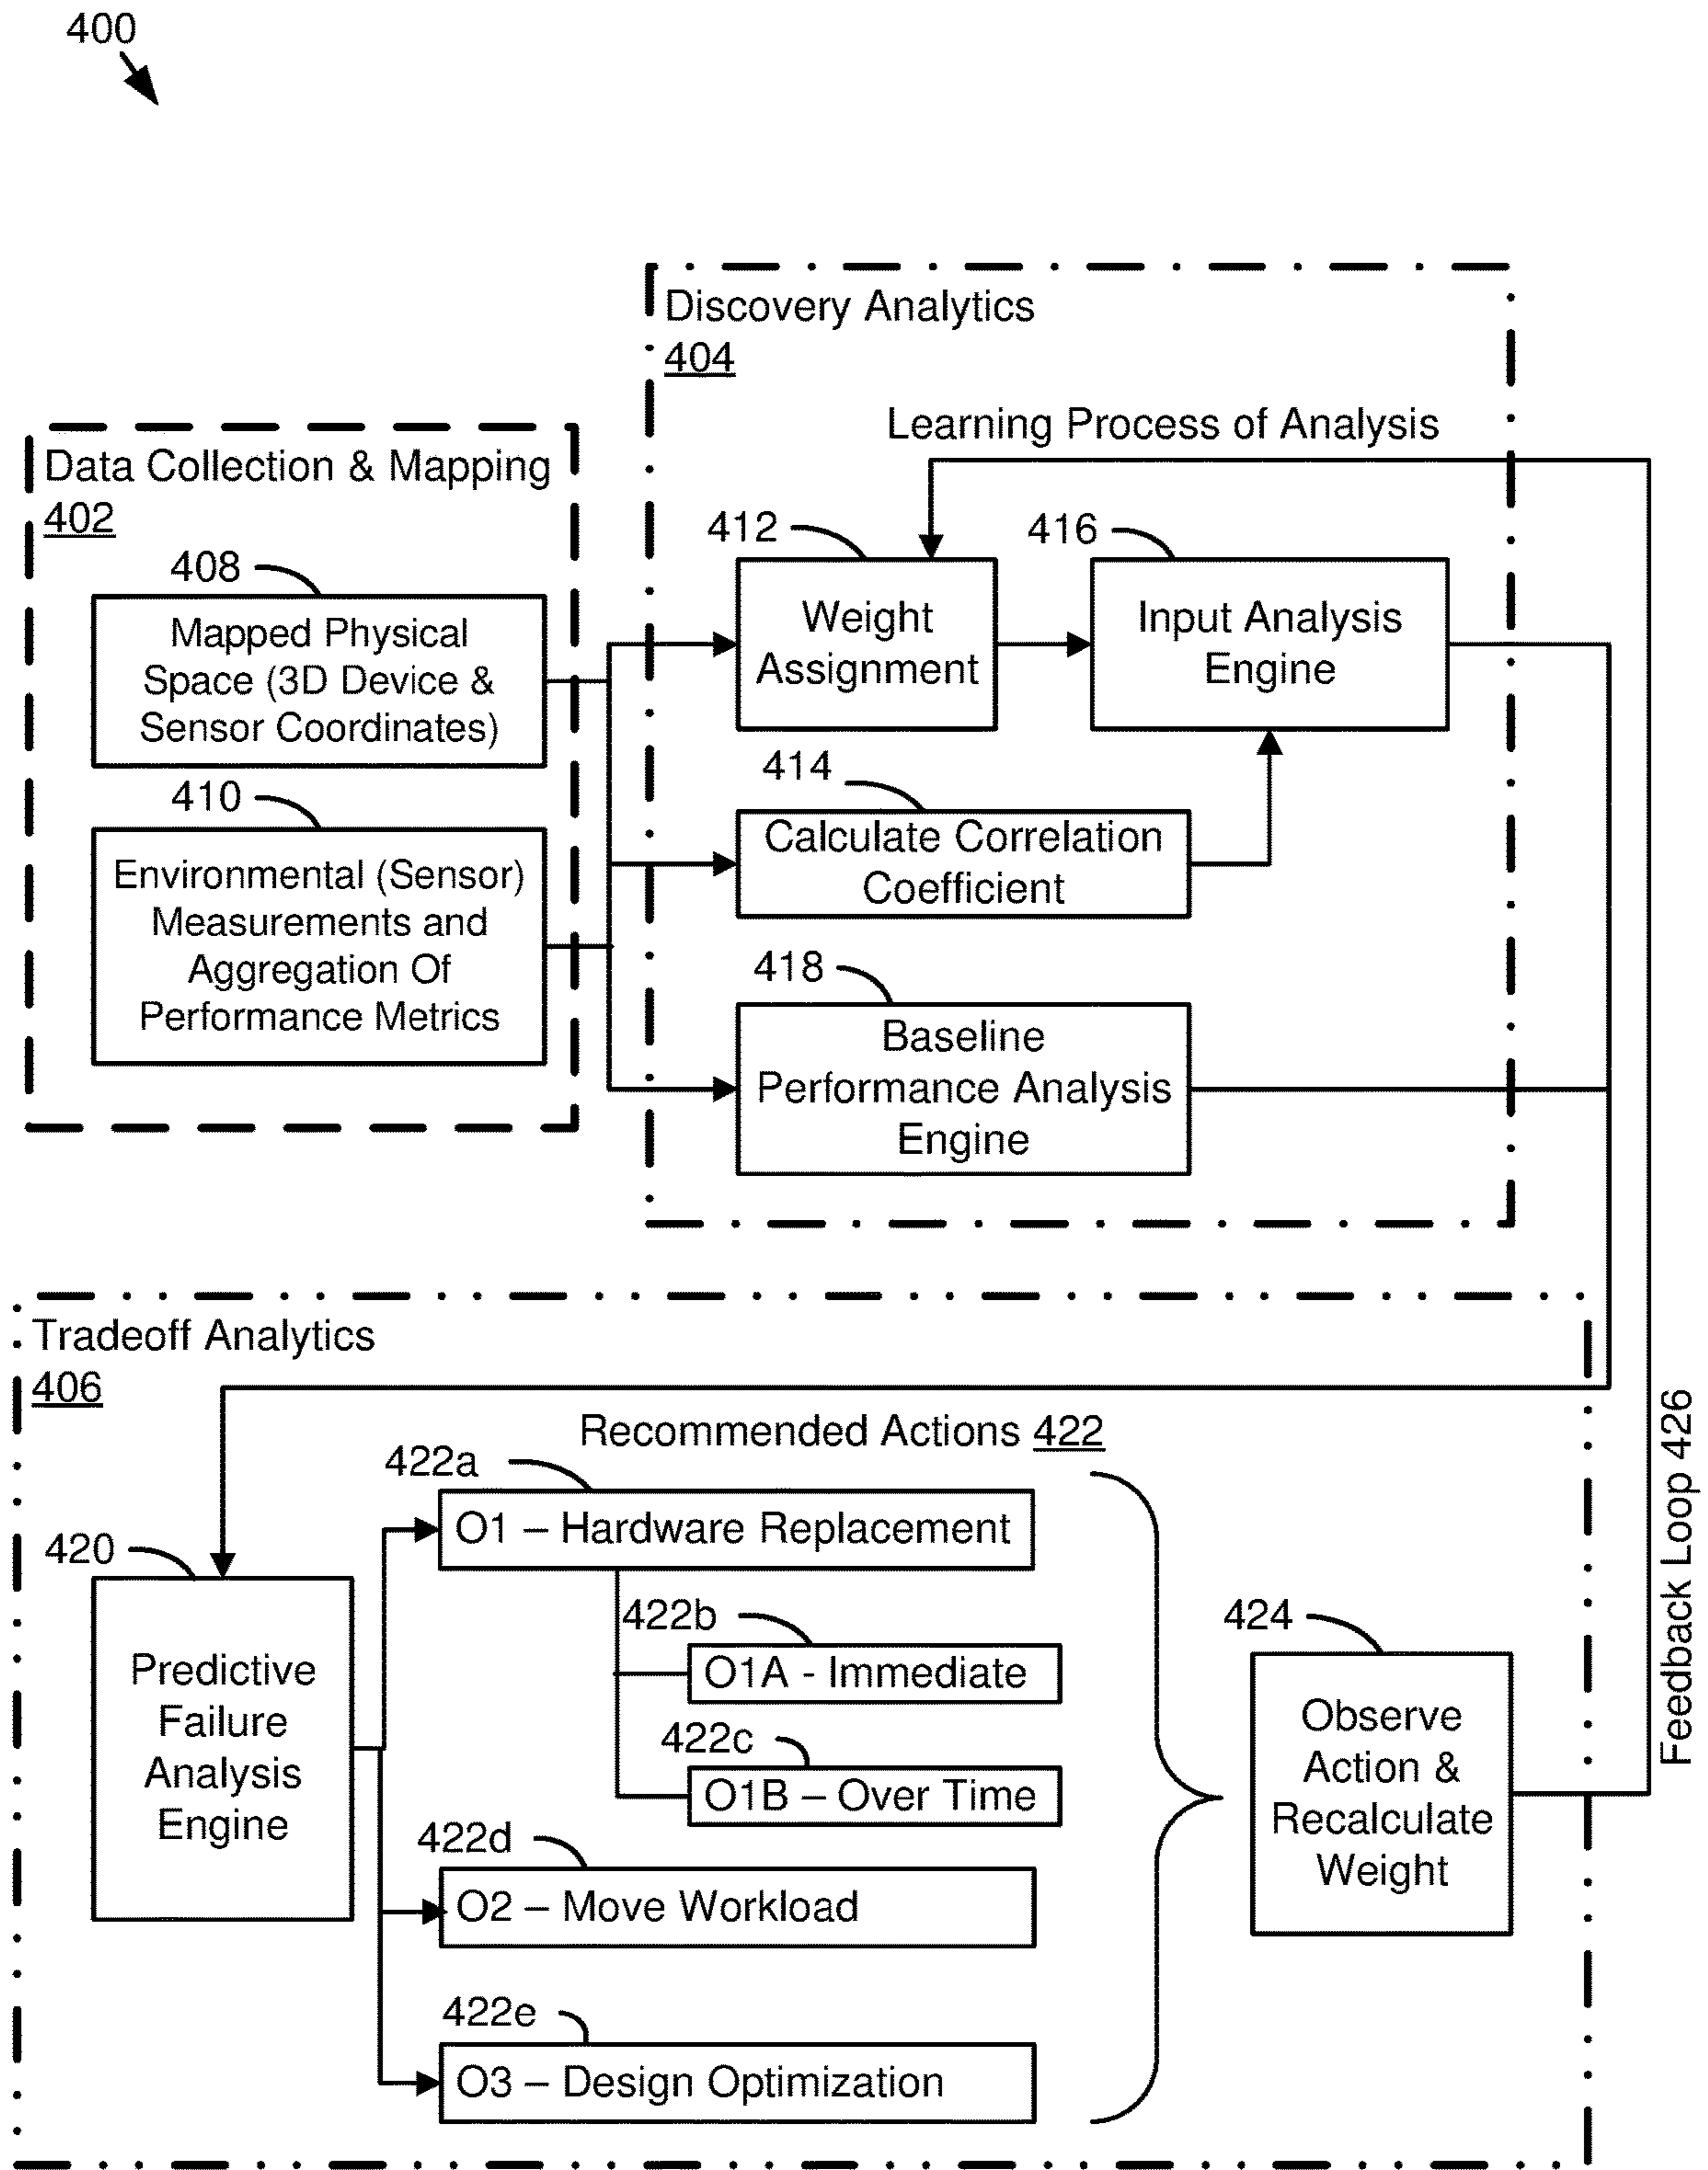 400
Discovery Analytics
404
Learning Process of Analysis
Data Collection & Mapping
402
408
Mapped Physical
Space (3D Device &
Sensor Coordinates)
410
Environmental (Sensor)
Measurements and
Aggregation Of
Performance Metrics
412
Weight
Assignment
416
Input Analysis
Engine
414
Calculate Correlation
Coefficient
418
Baseline
Performance Analysis
Engine
Tradeoff Analytics
406
Recommended Actions 422
420
Predictive
Failure
Analysis
Engine
422a
O1 – Hardware Replacement
422b
O1A - Immediate
422c
O1B – Over Time
422d
O2 – Move Workload
422e
O3 – Design Optimization
424
Observe
Action &
Recalculate
Weight
Feedback Loop 426